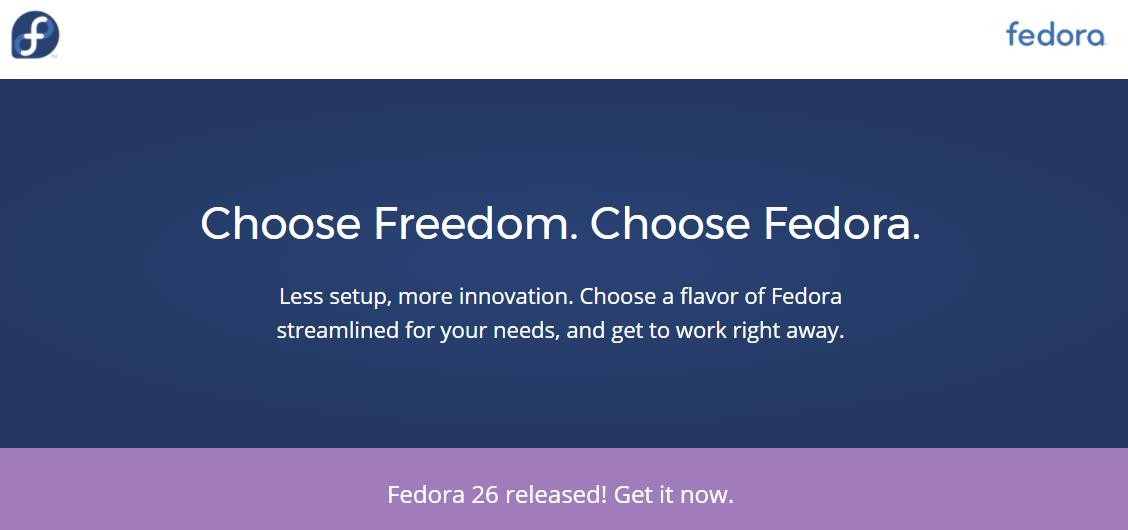 fedora
Choose Freedom. Choose Fedora.
Less setup, more innovation. Choose a flavor of Fedora
streamlined for your needs, and get to work right away.
Fedora 26 released! Get it now.